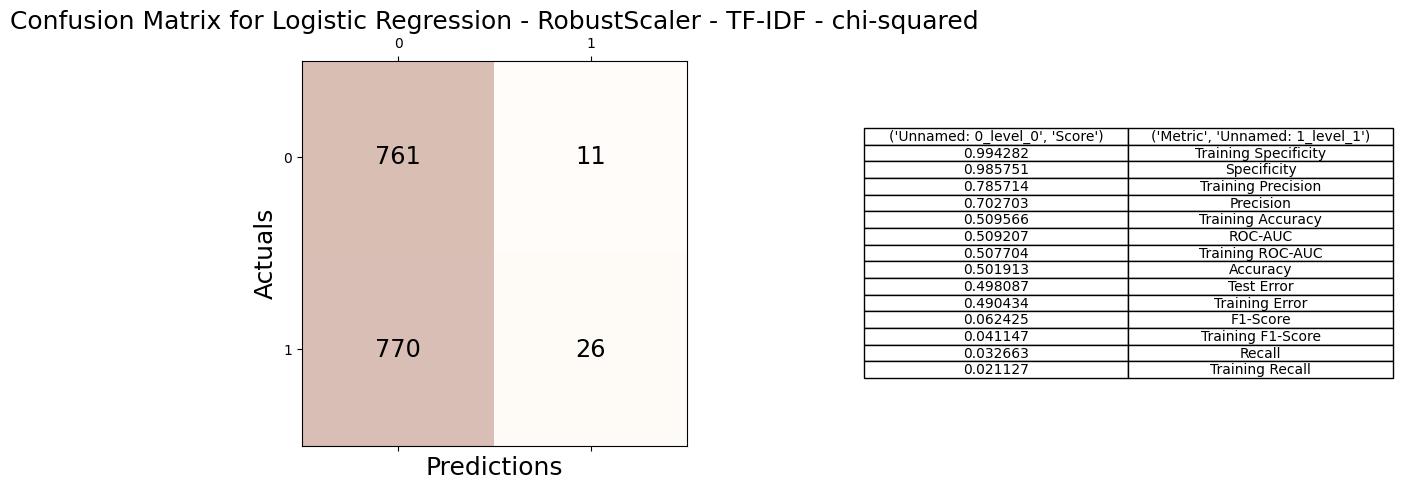 Confusion Matrix for Logistic Regression - RobustScaler - TF-IDF - chi-squared
0 1
0 761 11
1 770 26
Actuals
Predictions
('Unnamed: 0_level_0', 'Score') ('Metric', 'Unnamed: 1_level_1')
0.994282 Training Specificity
0.985751 Specificity
0.785714 Training Precision
0.702703 Precision
0.509566 Training Accuracy
0.509207 ROC-AUC
0.507704 Training ROC-AUC
0.501913 Accuracy
0.498087 Test Error
0.490434 Training Error
0.062425 F1-Score
0.041147 Training F1-Score
0.032663 Recall
0.021127 Training Recall